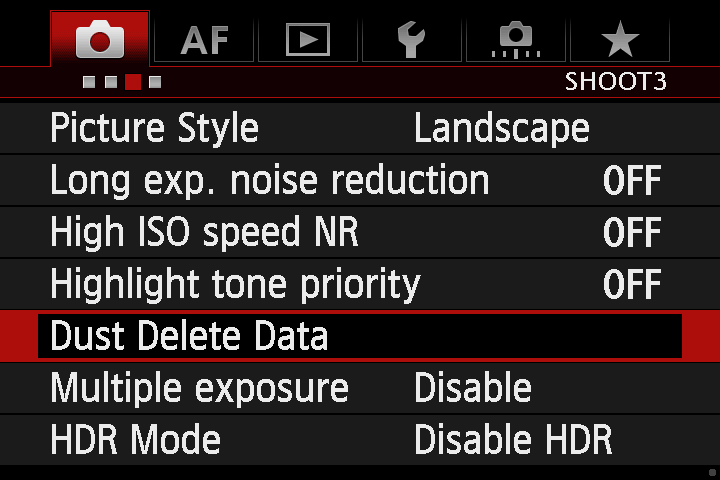 AF
SHOOT3
Picture Style Landscape
Long exp. noise reduction OFF
High ISO speed NR OFF
Highlight tone priority OFF
Dust Delete Data
Multiple exposure Disable
HDR Mode Disable HDR